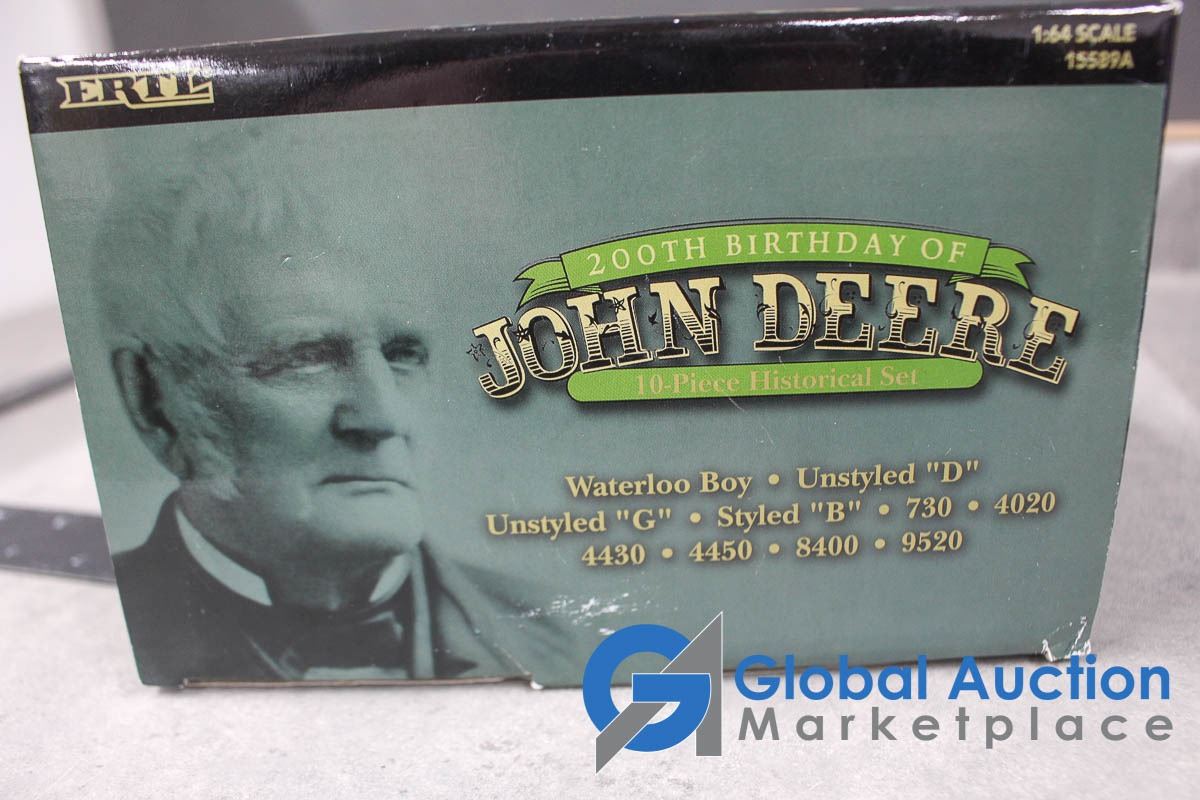 ERTL
1:64 SCALE
15589A
200TH BIRTHDAY OF
JOHN DEERE
10-Piece Historical Set
Waterloo Boy • Unstyled "D"
Unstyled "G" • Styled "B" • 730 • 4020
4430 • 4450 • 8400 • 9520
GA Global Auction
Marketplace